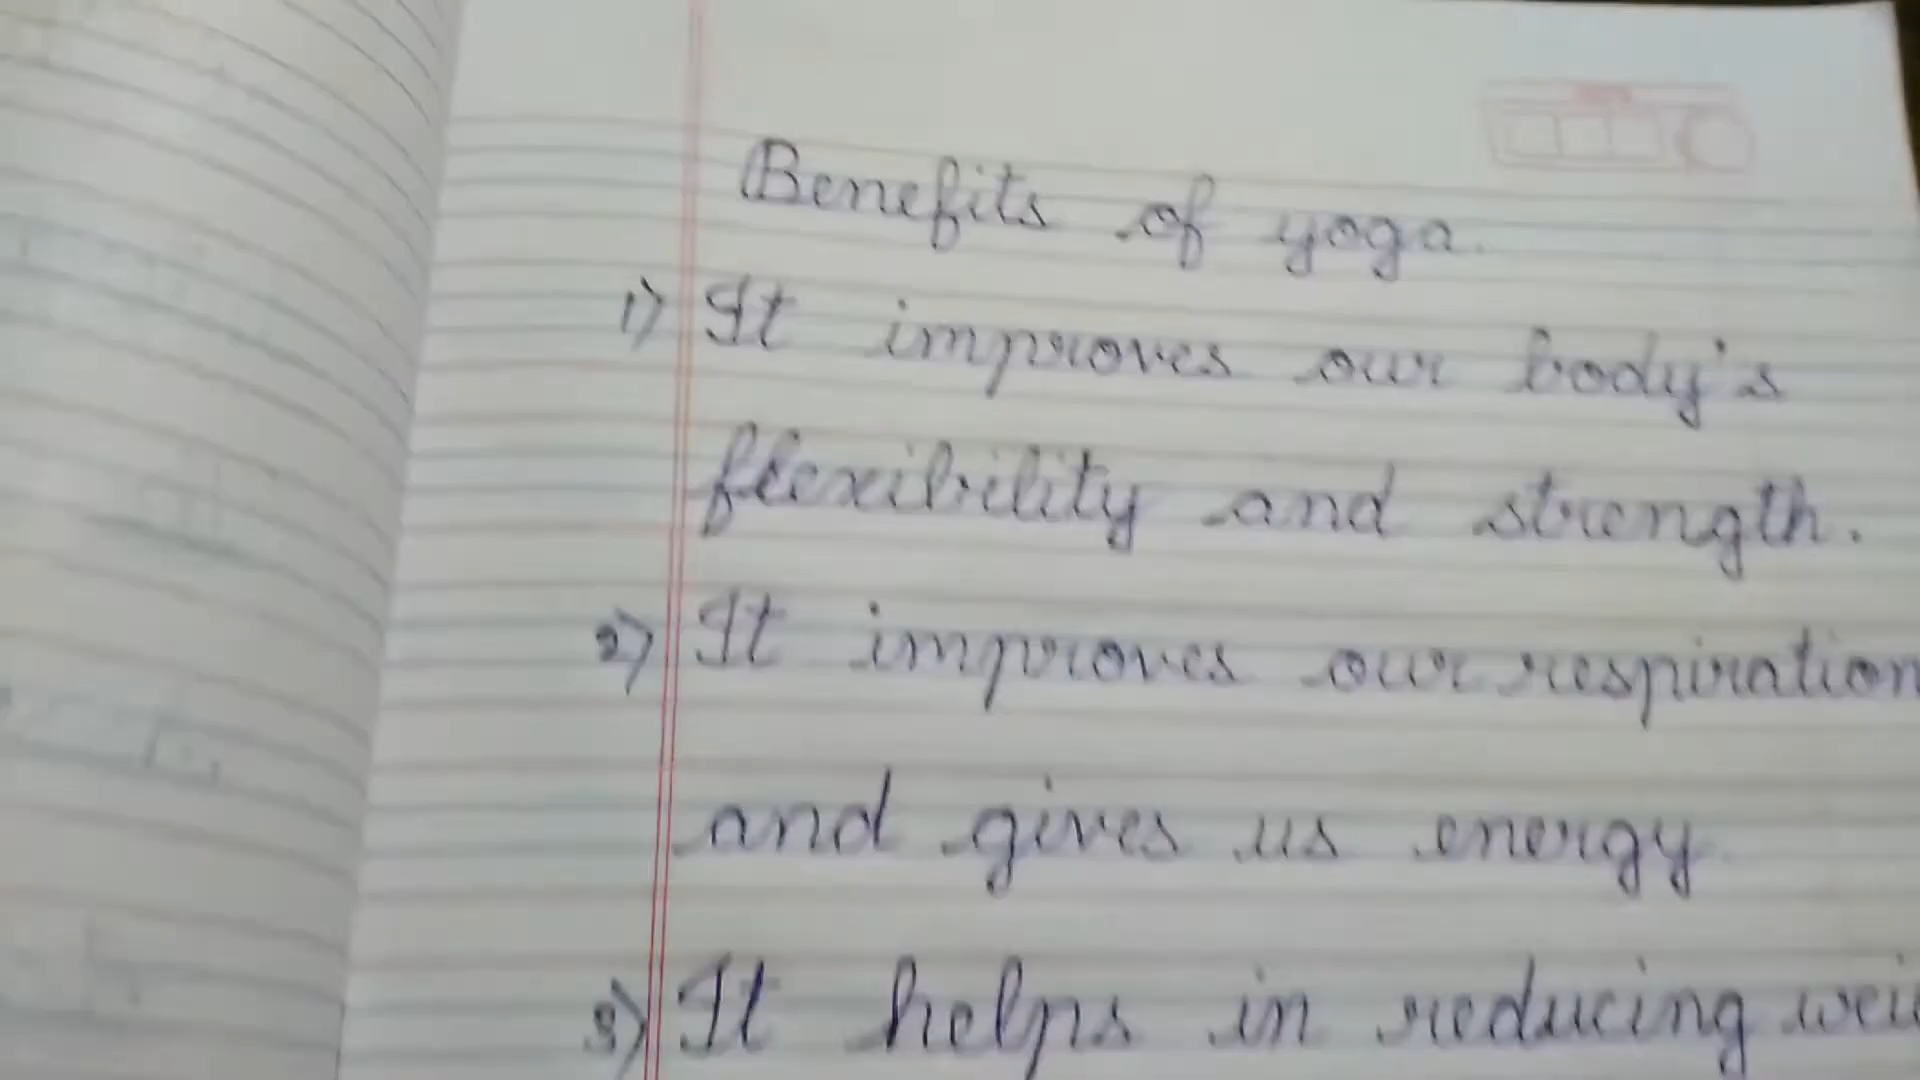 Benefits of yoga.
1) It improves our body's
flexibility and strength.
2) It improves our respiration
and gives us energy
3) It helps in reducing